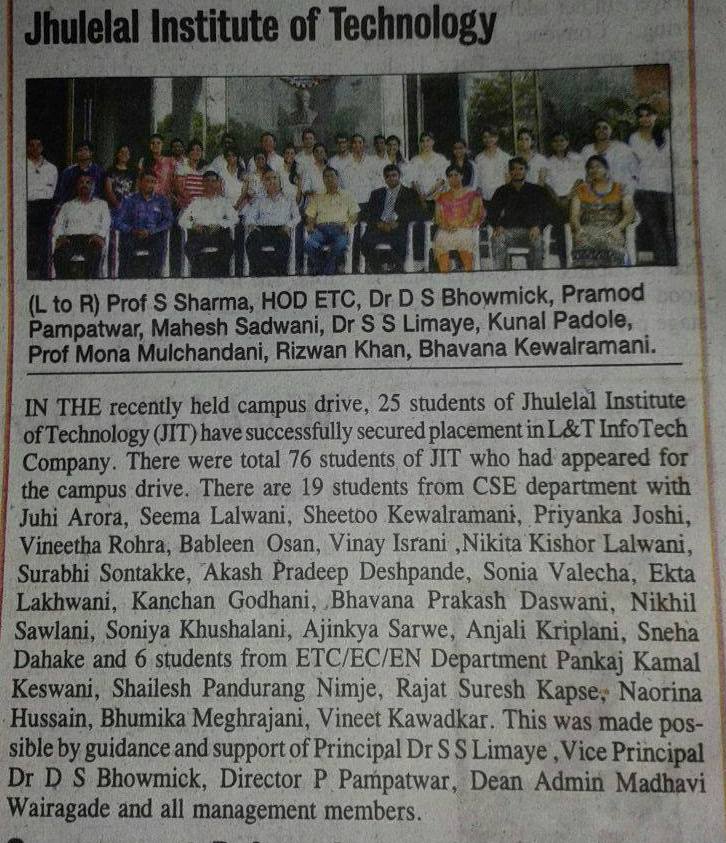 Jhulelal Institute of Technology
(L to R) Prof S Sharma, HOD ETC, Dr D S Bhowmick, Pramod
Pampatwar, Mahesh Sadwani, Dr S S Limaye, Kunal Padole,
Prof Mona Mulchandani, Rizwan Khan, Bhavana Kewalramani.
IN THE recently held campus drive, 25 students of Jhulelal Institute
of Technology (JIT) have successfully secured placement in L&T InfoTech
Company. There were total 76 students of JIT who had appeared for
the campus drive. There are 19 students from CSE department with
Juhi Arora, Seema Lalwani, Sheetoo Kewalramani, Priyanka Joshi,
Vineetha Rohra, Bableen Osan, Vinay Israni ,Nikita Kishor Lalwani,
Surabhi Sontakke, Akash Pradeep Deshpande, Sonia Valecha, Ekta
Lakhwani, Kanchan Godhani, Bhavana Prakash Daswani, Nikhil
Sawlani, Soniya Khushalani, Ajinkya Sarwe, Anjali Kriplani, Sneha
Dahake and 6 students from ETC/EC/EN Department Pankaj Kamal
Keswani, Shailesh Pandurang Nimje, Rajat Suresh Kapse, Naorina
Hussain, Bhumika Meghrajani, Vineet Kawadkar. This was made pos-
sible by guidance and support of Principal Dr S S Limaye ,Vice Principal
Dr D S Bhowmick, Director P Pampatwar, Dean Admin Madhavi
Wairagade and all management members.